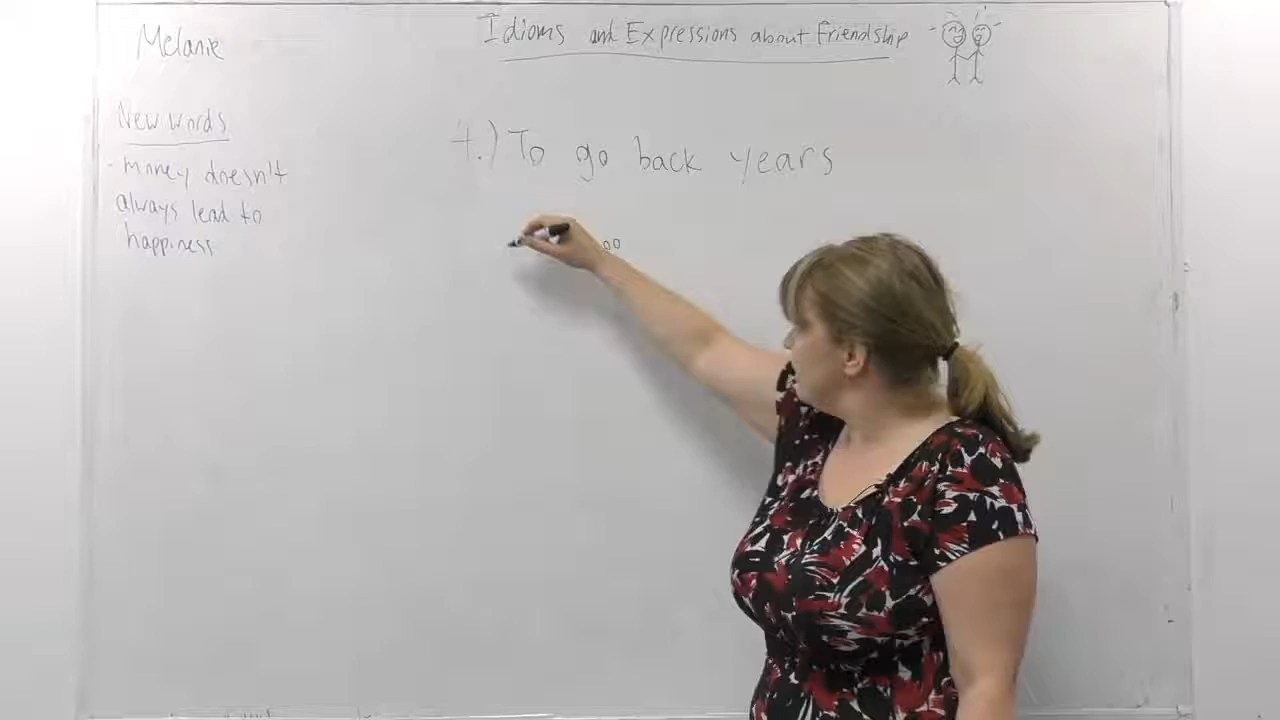 Melanie
Idioms and Expressions about friendship
New words
- money doesn't
always lead to
happiness
4.) To go back years